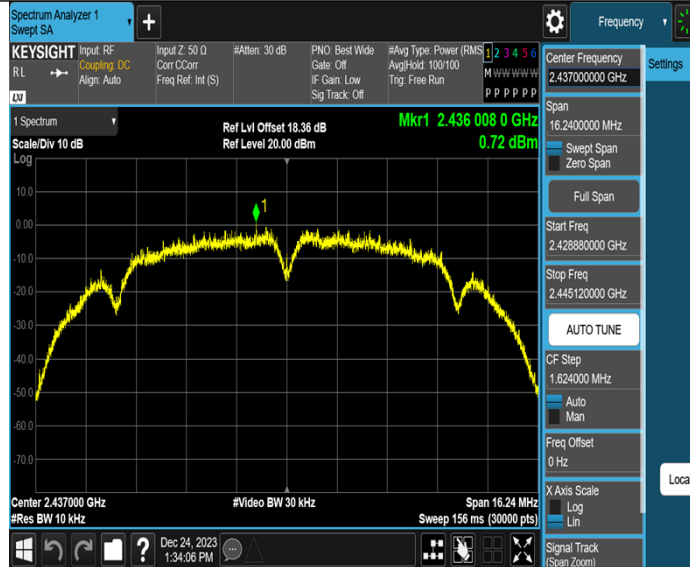 Spectrum Analyzer 1
Swept SA
Frequency
KEYSIGHT
Input: RF
Input Z: 50 Ω
#Atten: 30 dB
PNO: Best Wide
#Avg Type: Power (RMS
1 2 3 4 5 6
RL
Coupling: DC
Corr CCorr
Gate: Off
Avg|Hold: 100/100
M W W W W W
Align: Auto
Freq Ref: Int (S)
IF Gain: Low
Trig: Free Run
Sig Track: Off
P P P P P P
LXI
Center Frequency
2.437000000 GHz
Settings
Span
16.2400000 MHz
Swept Span
Zero Span
Full Span
Start Freq
2.428880000 GHz
Stop Freq
2.445120000 GHz
AUTO TUNE
CF Step
1.624000 MHz
Auto
Man
Freq Offset
0 Hz
X Axis Scale
Log
Lin
Signal Track
(Span Zoom)
Loca
1 Spectrum
Scale/Div 10 dB
Ref Lvl Offset 18.36 dB
Ref Level 20.00 dBm
Mkr1 2.436 008 0 GHz
0.72 dBm
Log
10.0
0.00
-10.0
-20.0
-30.0
-40.0
-50.0
-60.0
-70.0
1
Center 2.437000 GHz
#Video BW 30 kHz
Span 16.24 MHz
#Res BW 10 kHz
Sweep 156 ms (30000 pts)
?
Dec 24, 2023
1:34:06 PM